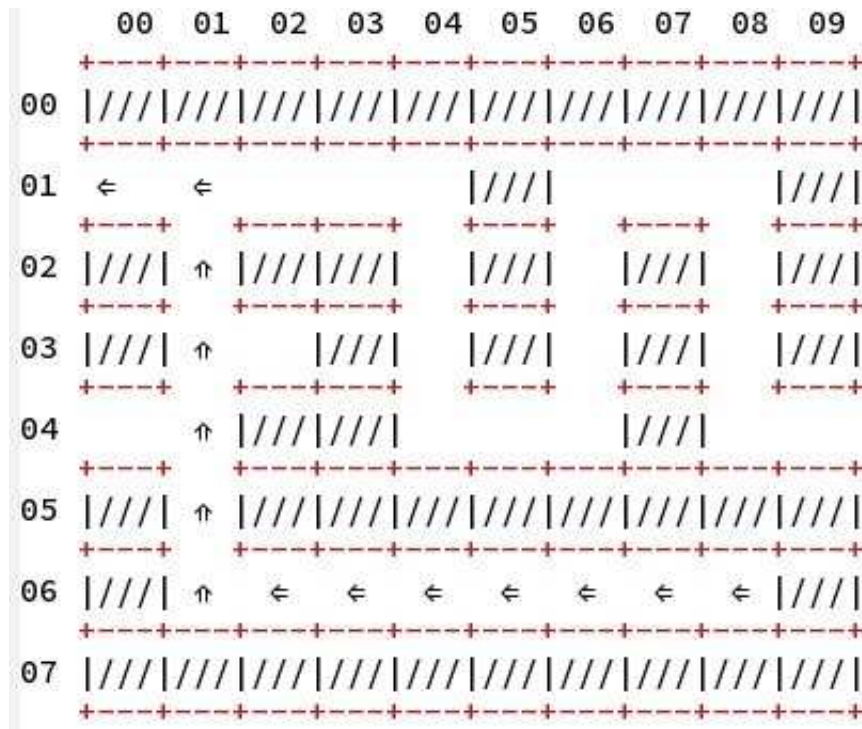 00 01 02 03 04 05 06 07 08 09
+---+---+---+---+---+---+---+---+---+---+
00 |///|///|///|///|///|///|///|///|///|///|
+---+---+---+---+---+---+---+---+---+---+
01 ⇐ ⇐ |///| |///|
+---+ +---+---+ +---+ +---+ +---+
02 |///| ⇑ |///|///| |///| |///| |///|
+---+ +---+---+ +---+ +---+ +---+
03 |///| ⇑ |///| |///| |///| |///|
+---+ +---+---+ +---+ +---+ +---+
04 ⇑ |///|///| |///|
+---+ +---+---+---+---+---+---+---+---+
05 |///| ⇑ |///|///|///|///|///|///|///|///|
+---+ +---+---+---+---+---+---+---+---+
06 |///| ⇑ ⇐ ⇐ ⇐ ⇐ ⇐ ⇐ ⇐ |///|
+---+---+---+---+---+---+---+---+---+---+
07 |///|///|///|///|///|///|///|///|///|///|
+---+---+---+---+---+---+---+---+---+---+